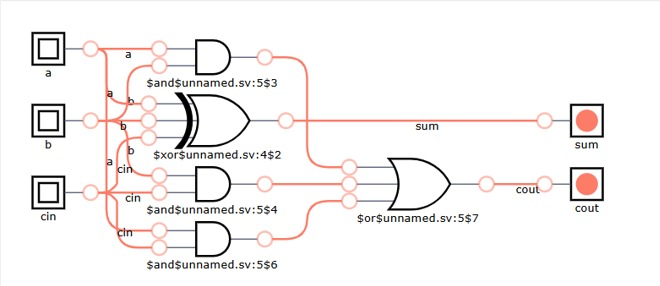 a
a
$and$unnamed.sv:5$3
a
b
b
b
b
$xor$unnamed.sv:4$2
sum
sum
a
cin
cin
cin
$and$unnamed.sv:5$4
$or$unnamed.sv:5$7
cout
cout
cin
$and$unnamed.sv:5$6